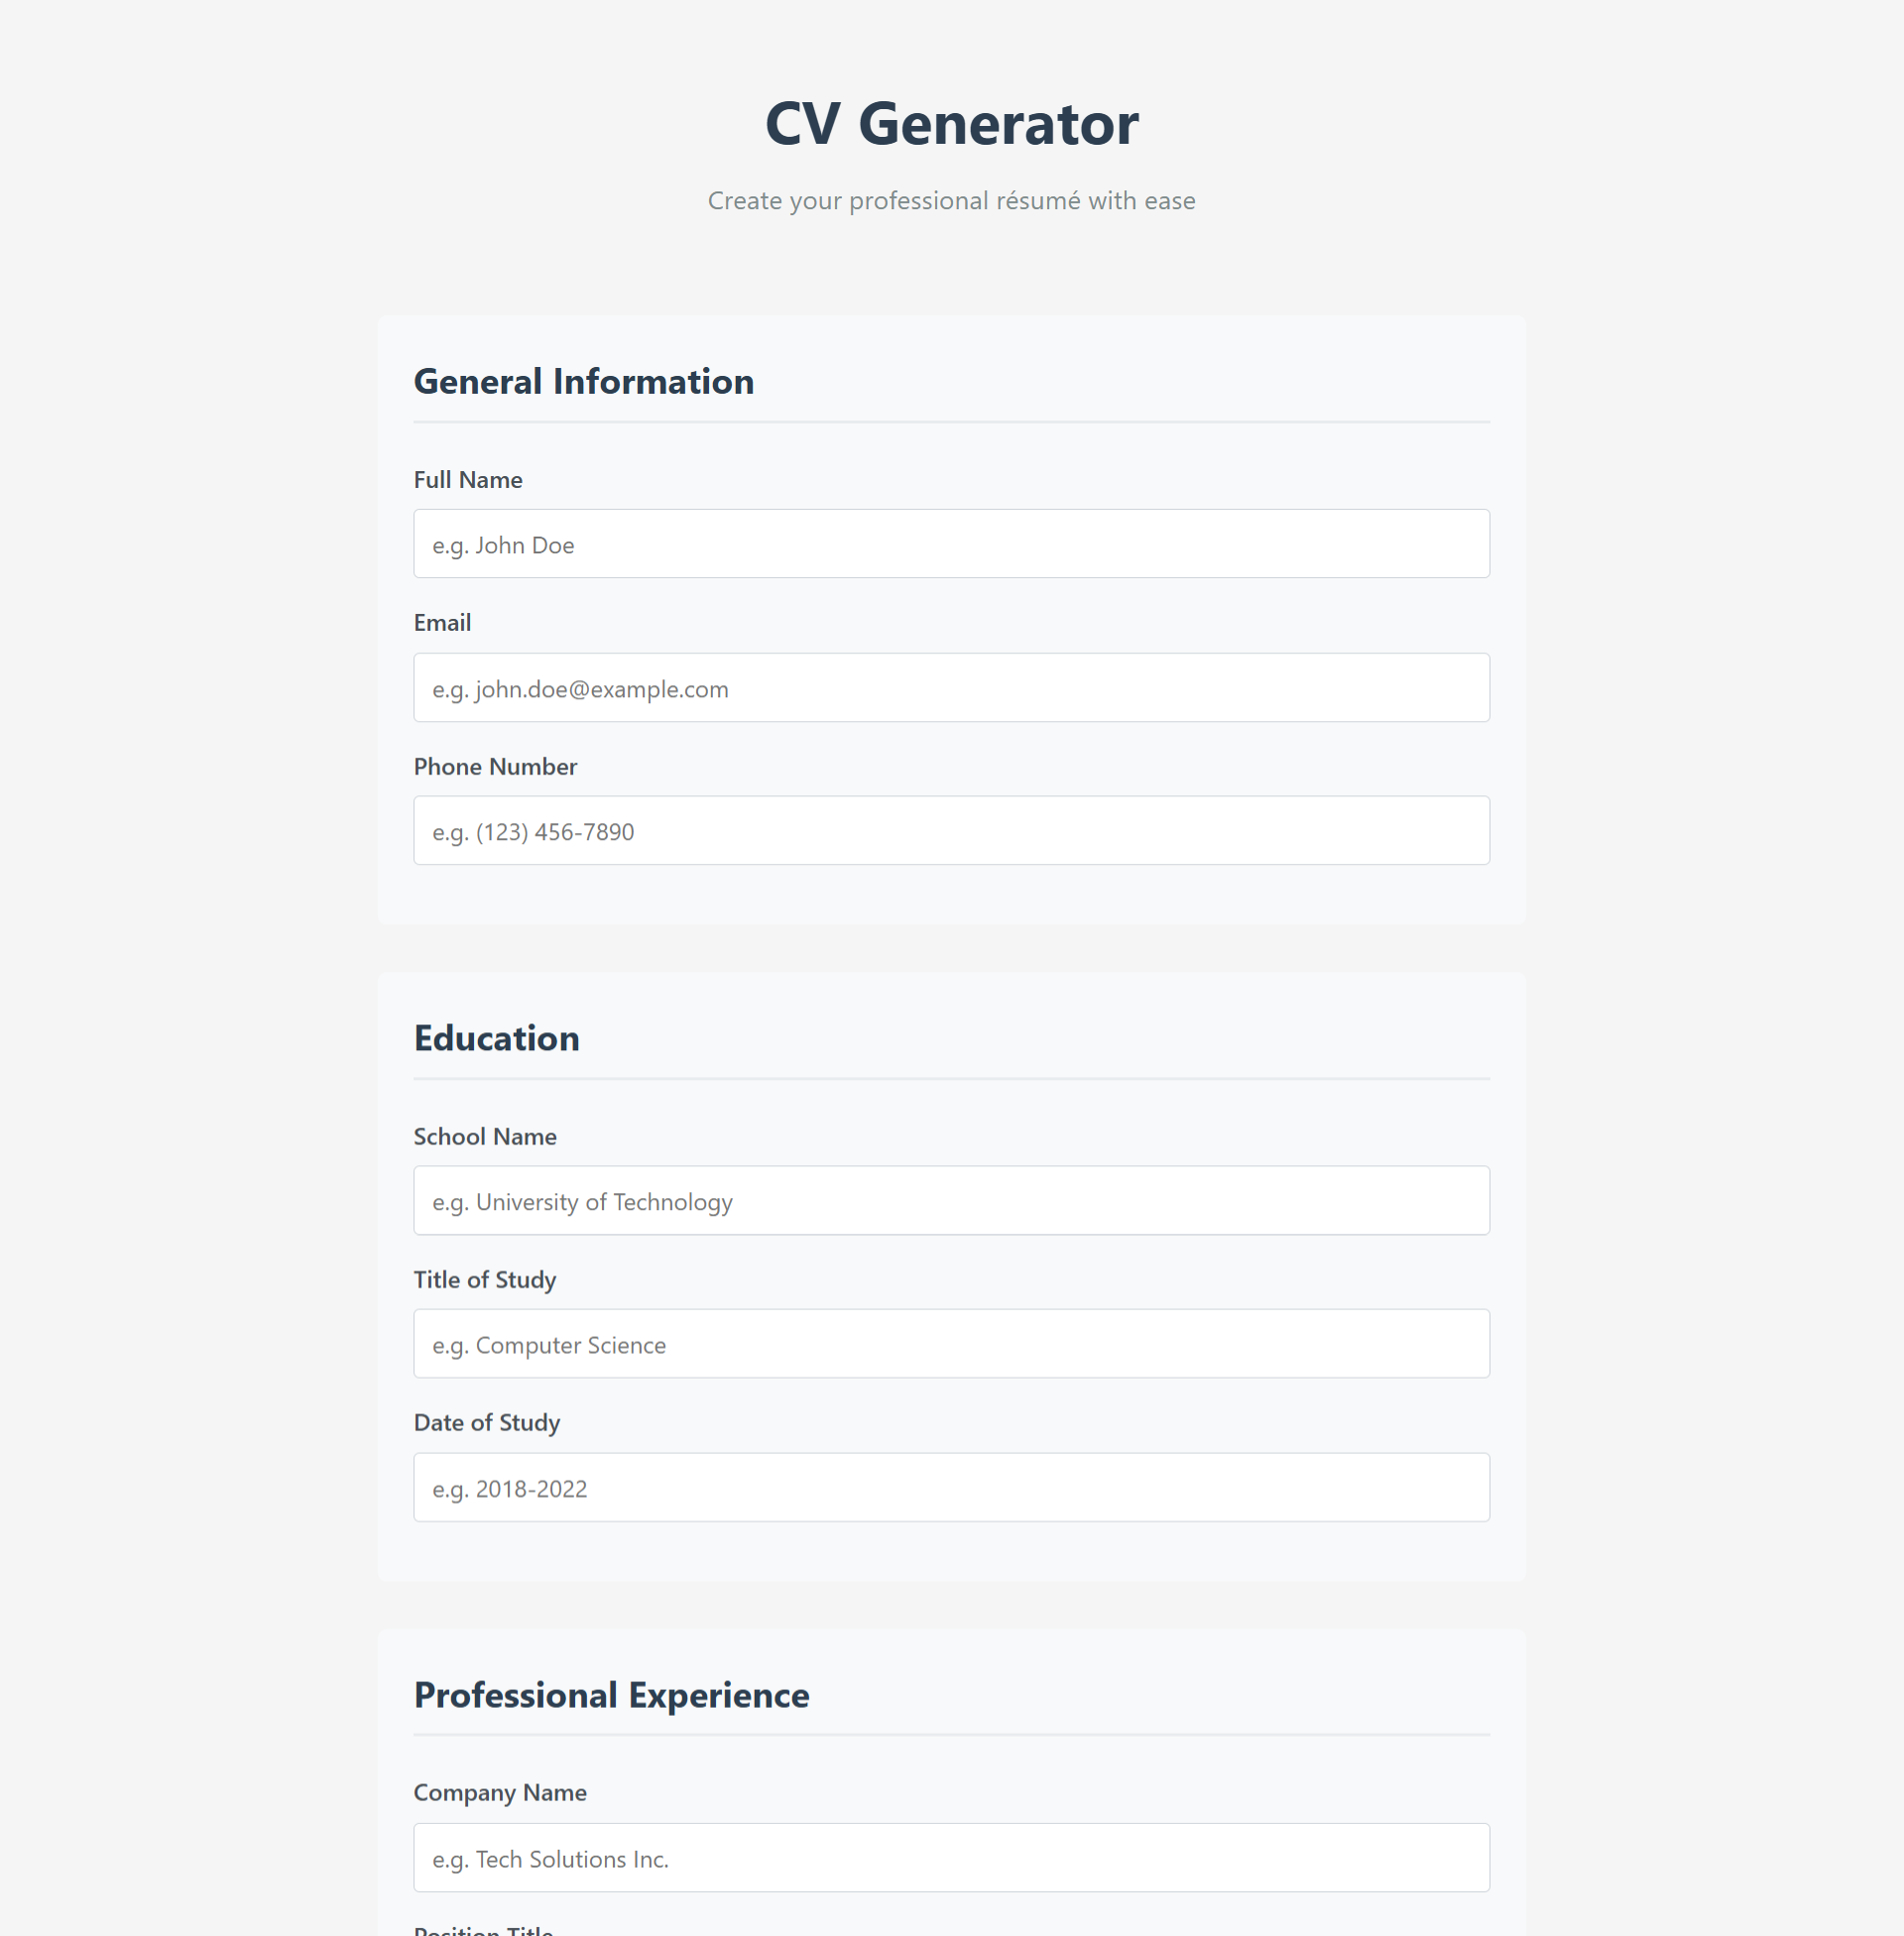 CV Generator
Create your professional résumé with ease
General Information
Full Name
e.g. John Doe
Email
e.g. john.doe@example.com
Phone Number
e.g. (123) 456-7890
Education
School Name
e.g. University of Technology
Title of Study
e.g. Computer Science
Date of Study
e.g. 2018-2022
Professional Experience
Company Name
e.g. Tech Solutions Inc.
Position Title